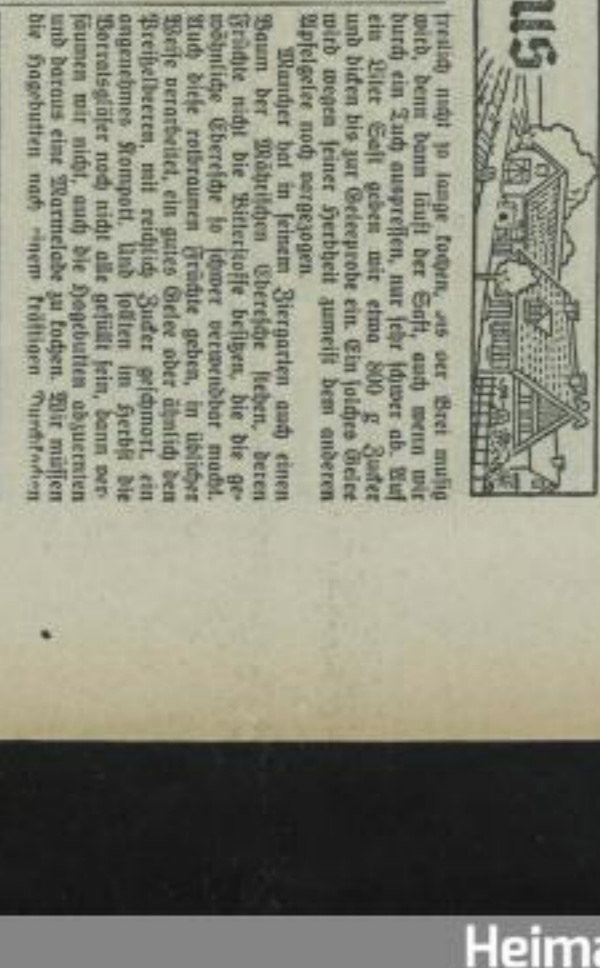 us
freilich nicht zu lange kochen, der Brei musig
wird, denn dann läuft der Saft, auch wenn wir
durch ein Tuch auspressen, nur sehr schwer ab. Auf
ein Liter Saft geben wir etwa 800 g Zucker
und dicken bis zur Geleeprobe ein. Ein solches Gelee
wird wegen seiner Herbheit zumeist dem anderen
Apfelgelee noch vorgezogen.
Mancher hat in seinem Ziergarten auch einen
Baum der Mährischen Eberesche stehen, deren
Früchte nicht die Bitterstoffe besitzen, die die ge-
wöhnliche Eberesche so schwer verwendbar macht.
Auch diese rotbraunen Früchte geben, in üblicher
Weise verarbeitet, ein gutes Gelee oder ähnlich den
Preißelbeeren, mit reichlich Zucker geschmort, ein
angenehmes Kompott. Und sollten im Herbst die
Vorratsgläser noch nicht alle gefüllt sein, dann ver-
säumen wir nicht, auch die Hagebutten abzuernten
und daraus eine Marmelade zu kochen. Wir müssen
die Hagebutten nach einem kräftigen
Heima